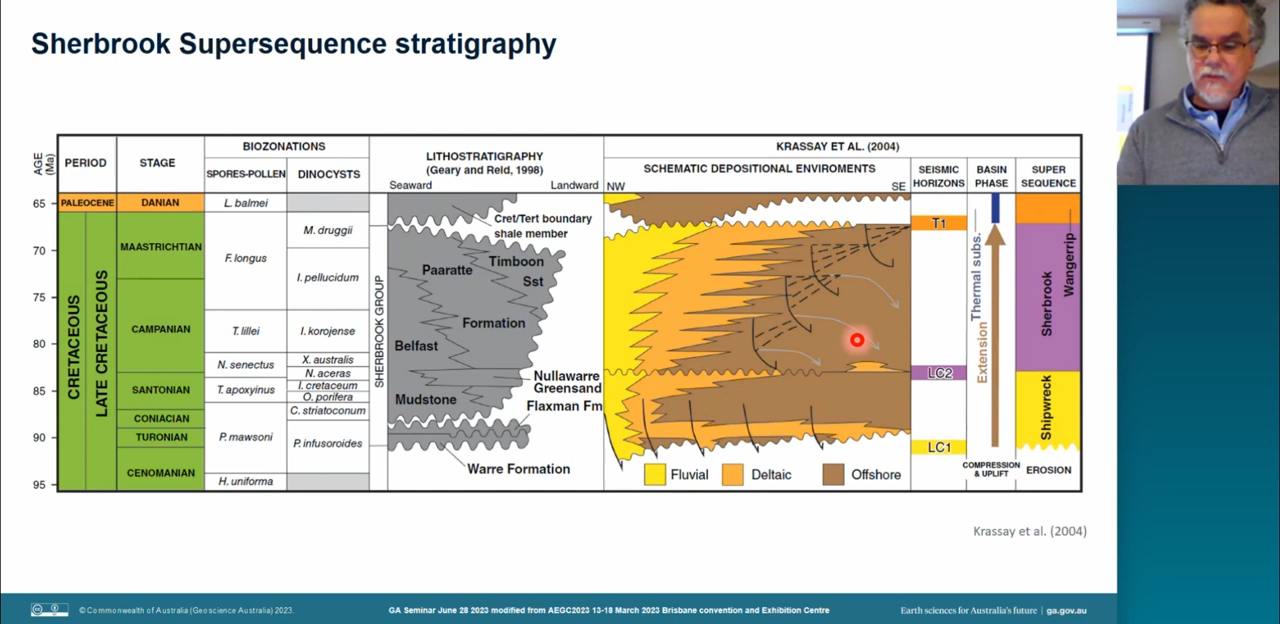 Sherbrook Supersequence stratigraphy
AGE (Ma)
PERIOD
STAGE
BIOZONATIONS
SPORES-POLLEN
DINOCYSTS
LITHOSTRATIGRAPHY
(Geary and Reid, 1998)
Seaward
Landward
KRASSAY ET AL. (2004)
SCHEMATIC DEPOSITIONAL ENVIROMENTS
NW
SE
SEISMIC
HORIZONS
BASIN
PHASE
SUPER
SEQUENCE
65
70
75
80
85
90
95
PALEOCENE
CRETACEOUS
LATE CRETACEOUS
DANIAN
MAASTRICHTIAN
CAMPANIAN
SANTONIAN
CONIACIAN
TURONIAN
CENOMANIAN
L. balmei
F. longus
T. lillei
N. senectus
T. apoxyinus
P. mawsoni
H. uniforma
M. druggii
I. pellucidum
I. korojense
X. australis
N. aceras
I. cretaceum
O. porifera
C. striatoconum
P. infusoroides
SHERBROOK GROUP
Cret/Tert boundary
shale member
Timboon
Paaratte
Sst
Formation
Belfast
Nullawarre
Greensand
Mudstone
Flaxman Fm
Warre Formation
Fluvial
Deltaic
Offshore
T1
LC2
LC1
Thermal subs.
Extension
COMPRESSION
& UPLIFT
Wangerrip
Sherbrook
Shipwreck
EROSION
Krassay et al. (2004)
© Commonwealth of Australia (Geoscience Australia) 2023.
GA Seminar June 28 2023 modified from AEGC2023 13-18 March 2023 Brisbane convention and Exhibition Centre
Earth sciences for Australia's future | ga.gov.au